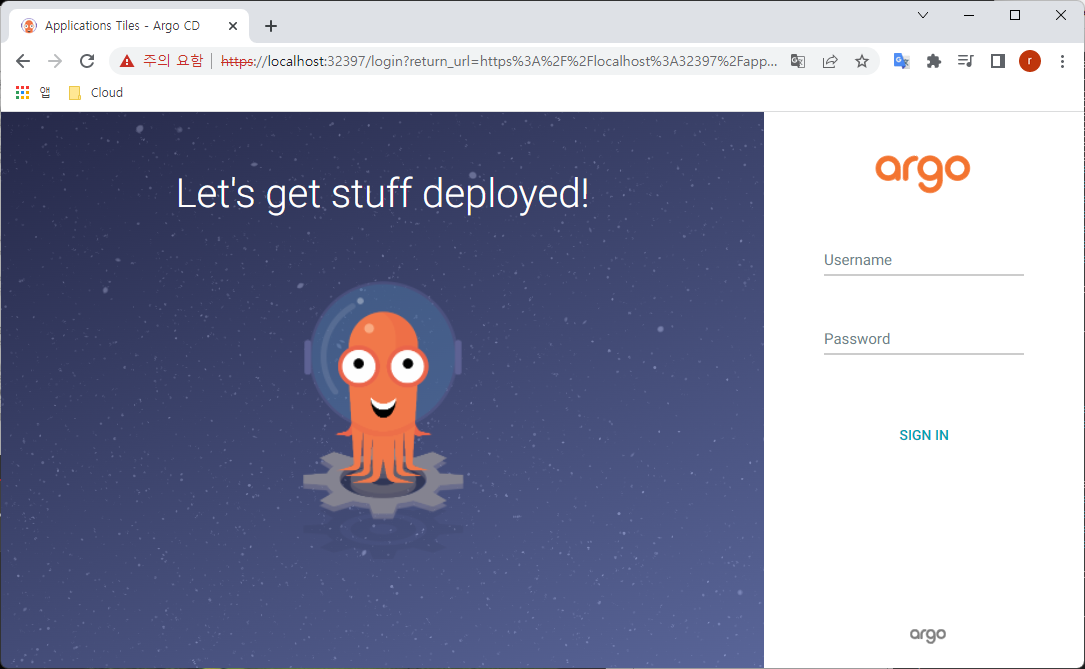 Applications Tiles - Argo CD
주의 요함
https://localhost:32397/login?return_url=https%3A%2F%2Flocalhost%3A32397%2Fapp...
r
앱
Cloud
Let's get stuff deployed!
argo
Username
Password
SIGN IN
argo